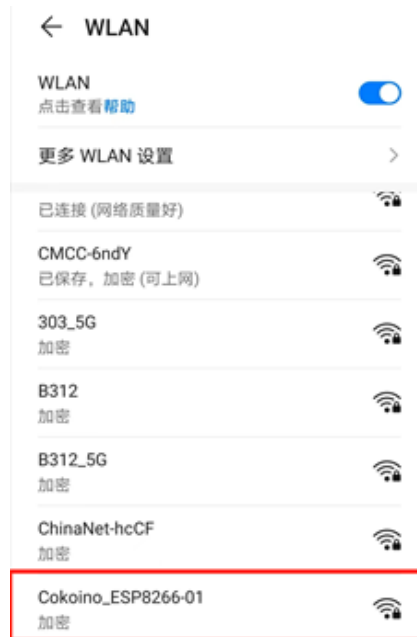 ← WLAN
WLAN
点击查看帮助
更多 WLAN 设置
已连接 (网络质量好)
CMCC-6ndY
已保存，加密 (可上网)
303_5G
加密
B312
加密
B312_5G
加密
ChinaNet-hcCF
加密
Cokoino_ESP8266-01
加密